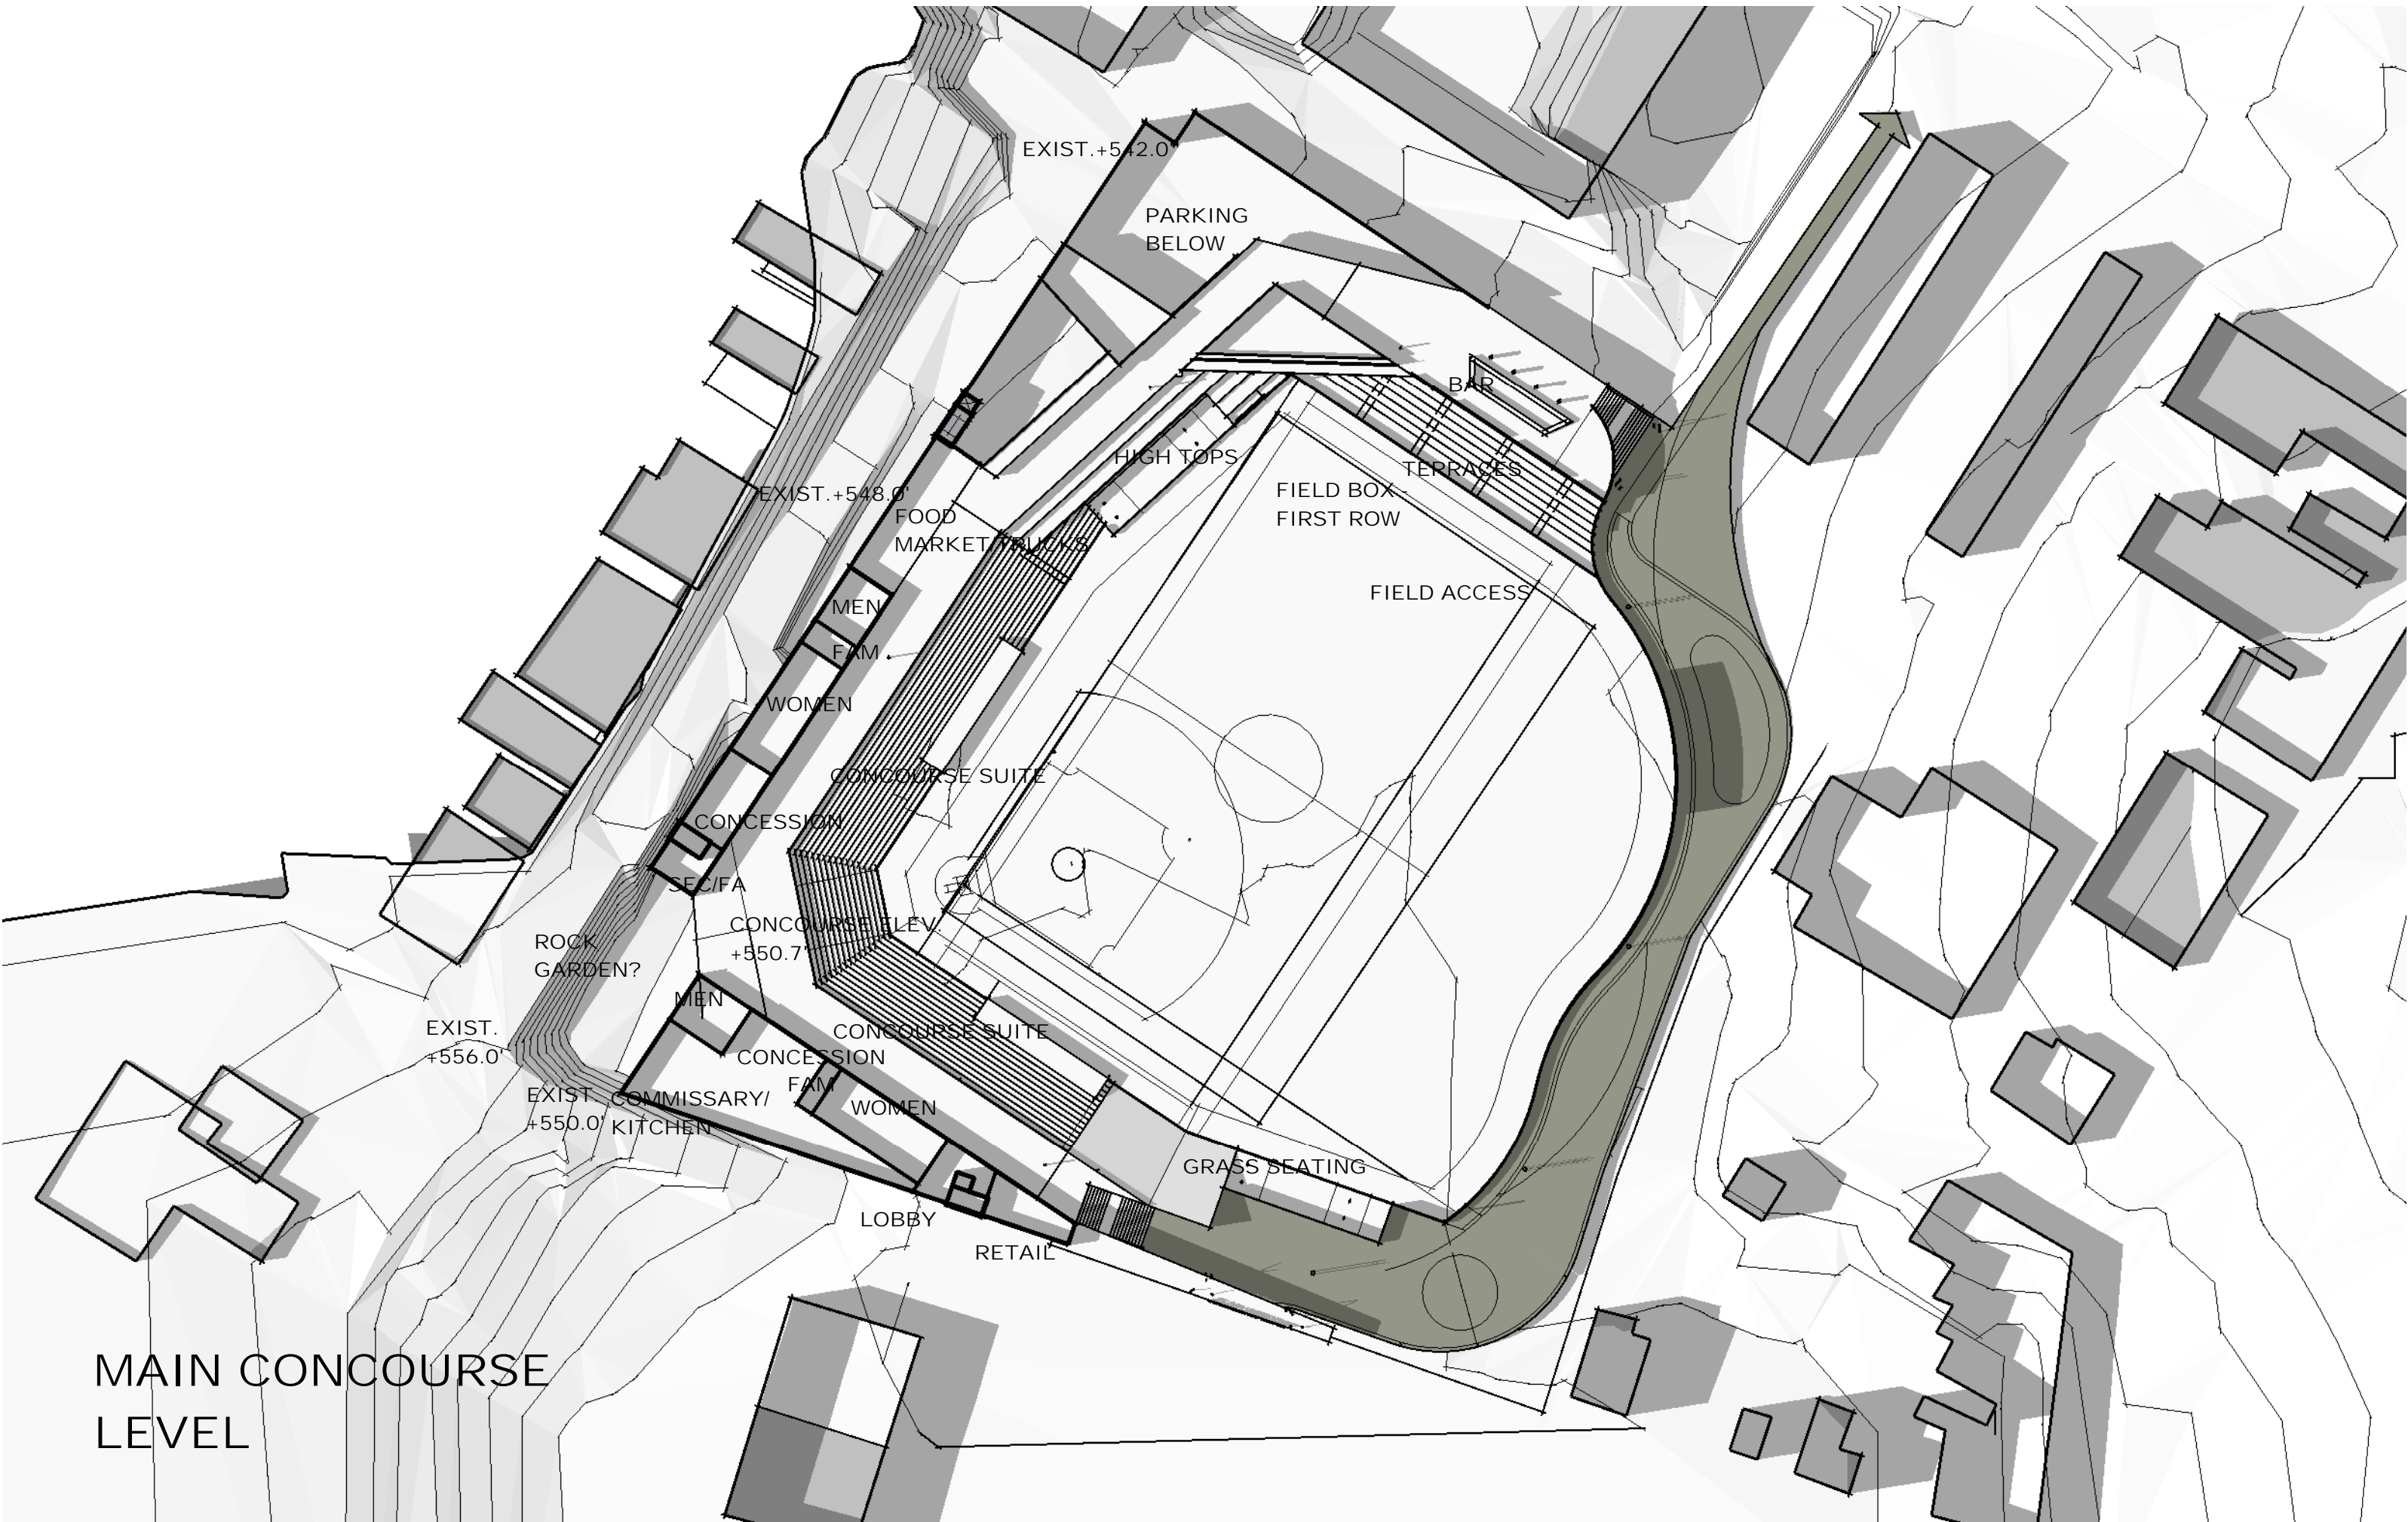 EXIST.+542.0'
PARKING
BELOW
BAR
HIGH TOPS
TERRACES
FIELD BOX -
FIRST ROW
EXIST.+548.0'
FOOD
MARKET/TRUCKS
FIELD ACCESS
MEN
FAM
WOMEN
CONCOURSE SUITE
CONCESSION
SEC/FA
CONCOURSE ELEV.
+550.7'
ROCK
GARDEN?
MEN
EXIST.
+556.0'
CONCOURSE SUITE
CONCESSION
FAM
WOMEN
EXIST.
+550.0'
COMMISSARY/
KITCHEN
GRASS SEATING
LOBBY
RETAIL
MAIN CONCOURSE
LEVEL